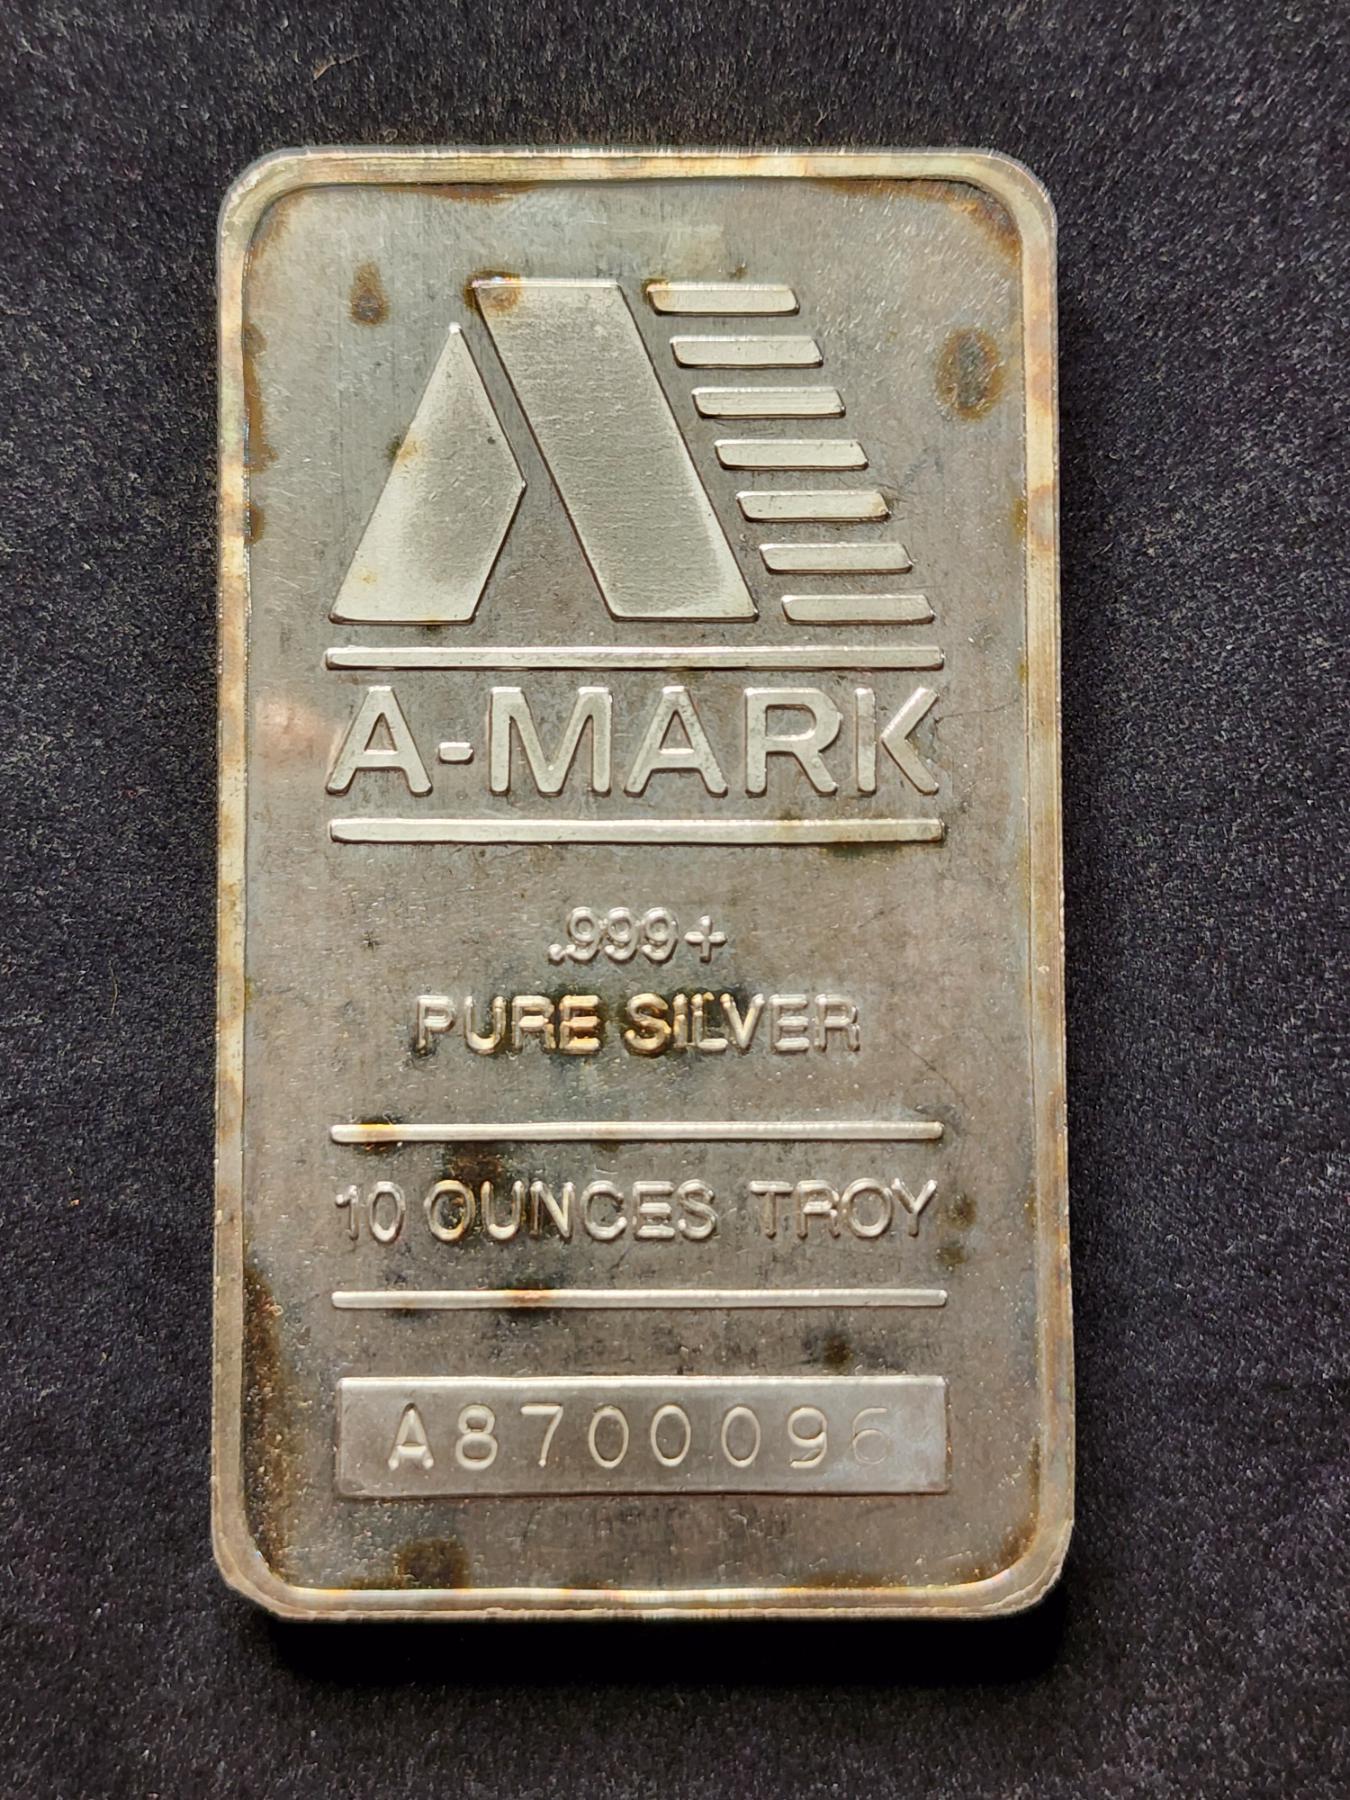 A-MARK
.999+
PURE SILVER
10 OUNCES TROY
A8700096